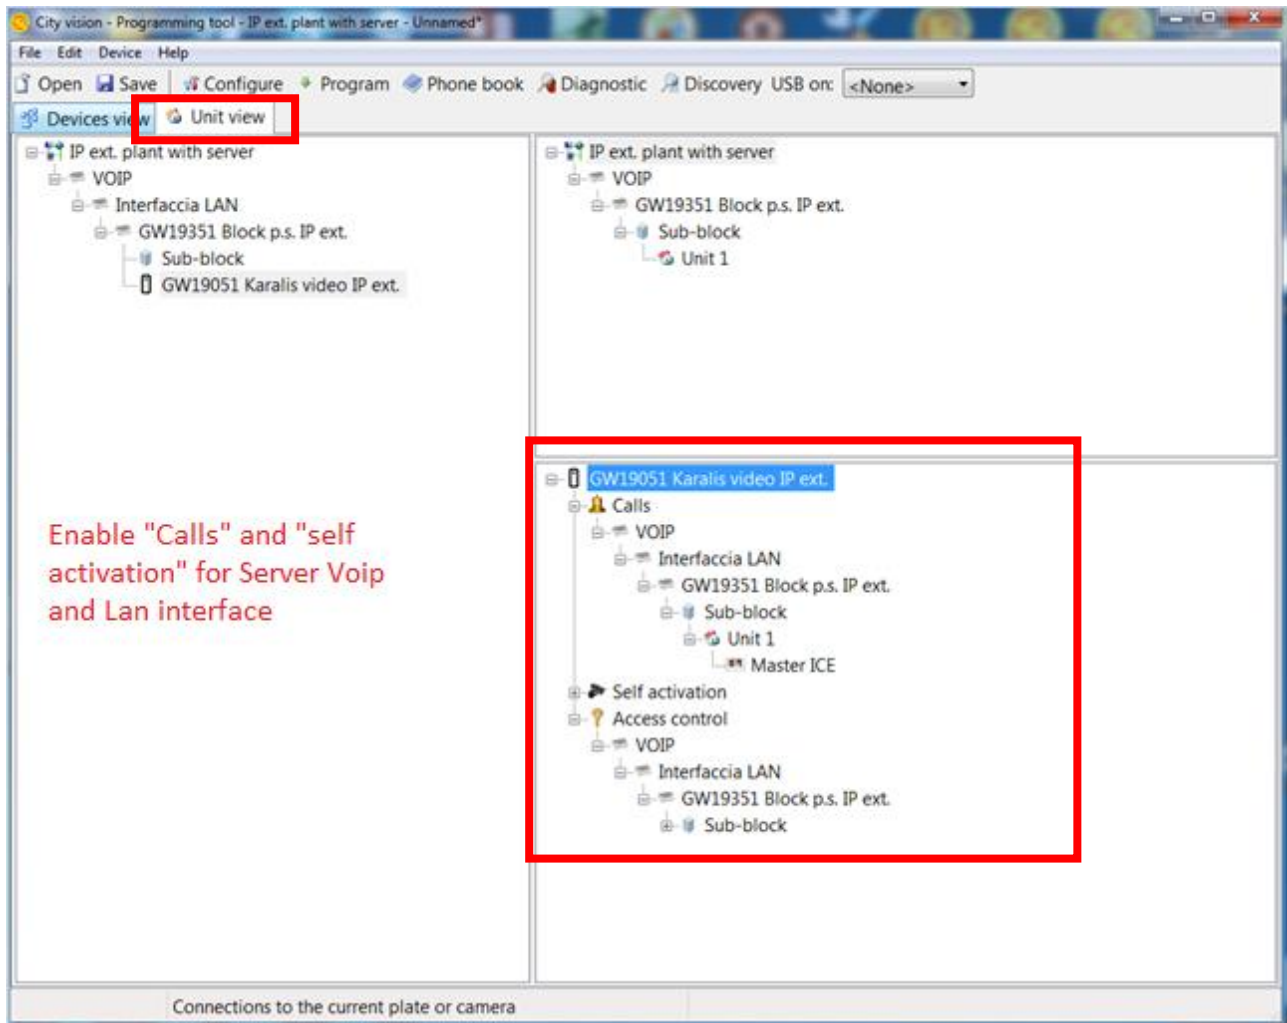 City vision - Programming tool - IP ext. plant with server - Unnamed*
File Edit Device Help
Open Save Configure Program Phone book Diagnostic Discovery USB on: <None>
Devices view Unit view
IP ext. plant with server
VOIP
Interfaccia LAN
GW19351 Block p.s. IP ext.
Sub-block
GW19051 Karalis video IP ext.
IP ext. plant with server
VOIP
GW19351 Block p.s. IP ext.
Sub-block
Unit 1
Enable "Calls" and "self
activation" for Server Voip
and Lan interface
GW19051 Karalis video IP ext.
Calls
VOIP
Interfaccia LAN
GW19351 Block p.s. IP ext.
Sub-block
Unit 1
Master ICE
Self activation
Access control
VOIP
Interfaccia LAN
GW19351 Block p.s. IP ext.
Sub-block
Connections to the current plate or camera